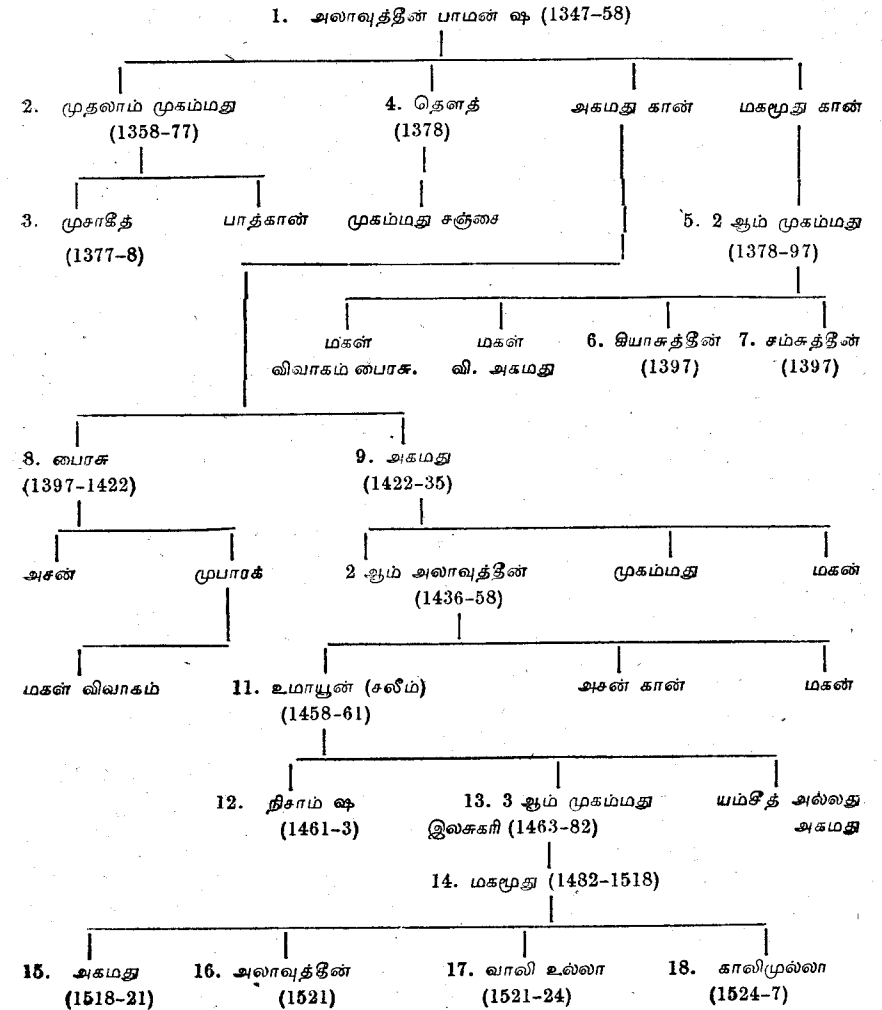 1. அலாவுத்தீன் பாமன் ஷ (1347-58)
2. முதலாம் முகம்மது 4. தௌத் அகமது கான் மகமூது கான்
(1358-77) (1378)
3. முசாகீத் பாத்கான் முகம்மது சஞ்சை 5. 2 ஆம் முகம்மது
(1377-8) (1378-97)
மகள் மகள் 6. கியாசுத்தீன் 7. சம்சுத்தீன்
விவாகம் பைரசு. வி. அகமது (1397) (1397)
8. பைரசு 9. அகமது
(1397-1422) (1422-35)
அசன் முபாரக் 2 ஆம் அலாவுத்தீன் முகம்மது மகன்
(1436-58)
மகள் விவாகம் 11. உமாயூன் (சலீம்) அசன் கான் மகன்
(1458-61)
12. நிசாம் ஷ 13. 3 ஆம் முகம்மது யம்சீத் அல்லது
(1461-3) இலசுகரி (1463-82) அகமது
14. மகமூது (1482-1518)
15. அகமது 16. அலாவுத்தீன் 17. வாலி உல்லா 18. காலிமுல்லா
(1518-21) (1521) (1521-24) (1524-7)